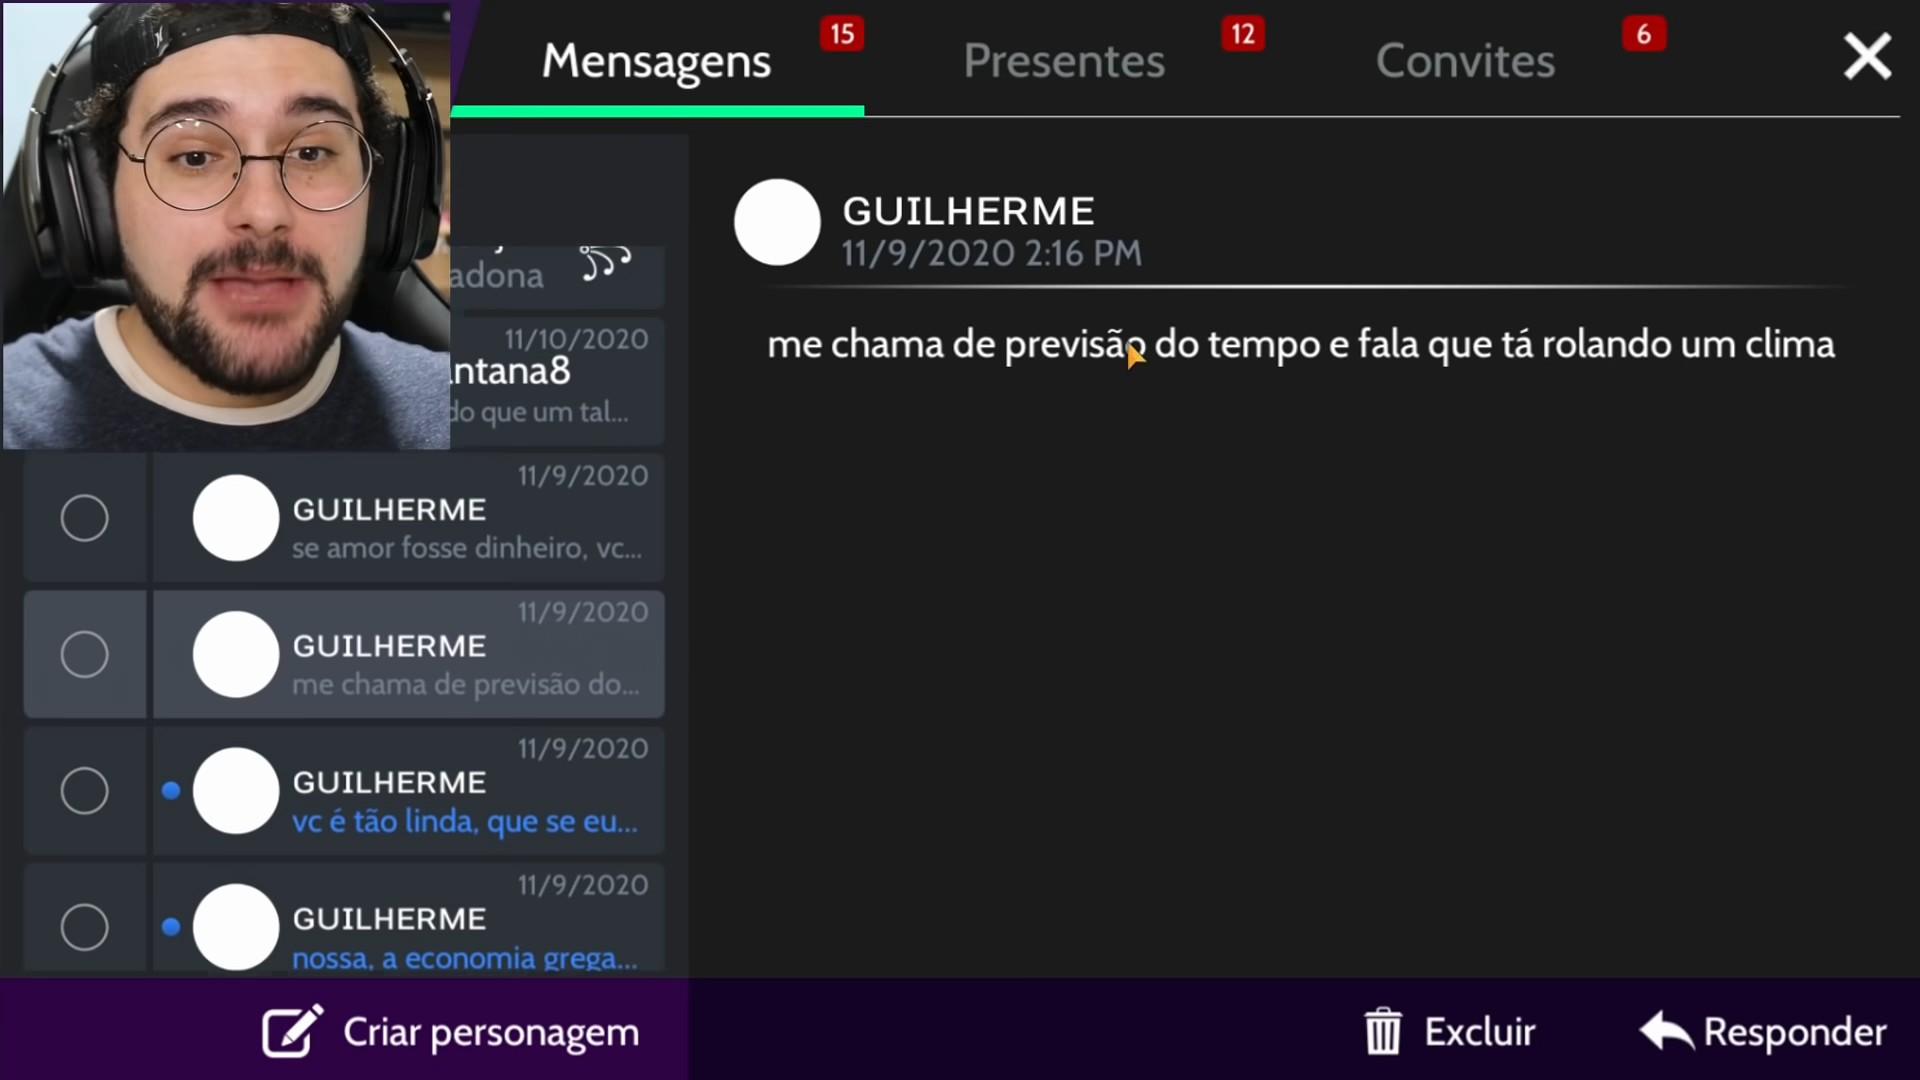 Mensagens 15 Presentes 12 Convites 6
adona
11/10/2020
ntana8
do que um tal...
11/9/2020
GUILHERME
se amor fosse dinheiro, vc...
11/9/2020
GUILHERME
me chama de previsão do...
11/9/2020
GUILHERME
vc é tão linda, que se eu...
11/9/2020
GUILHERME
nossa, a economia grega...
GUILHERME
11/9/2020 2:16 PM
me chama de previsão do tempo e fala que tá rolando um clima
Criar personagem
Excluir
Responder